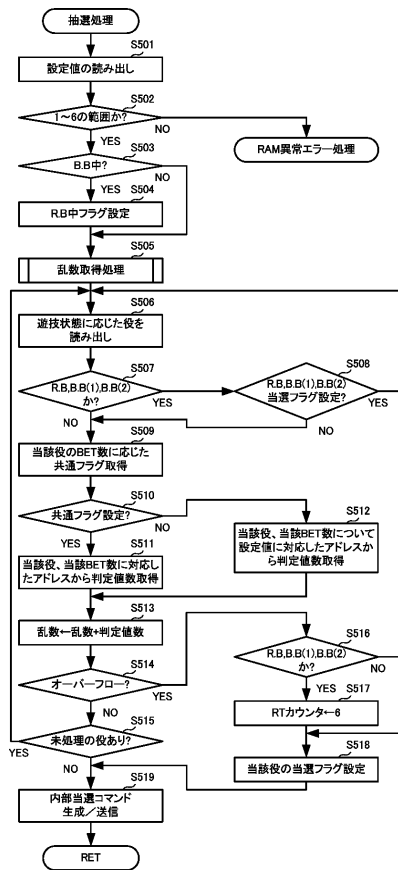 抽選処理
S501
設定値の読み出し
S502
1～6の範囲か?
NO
YES
RAM異常エラー処理
S503
B.B中?
YES
NO
S504
R.B中フラグ設定
S505
乱数取得処理
S506
遊技状態に応じた役を
読み出し
S507
R.B,B.B(1),B.B(2)
か?
NO
YES
S508
R.B,B.B(1),B.B(2)
当選フラグ設定?
YES
NO
S509
当該役のBET数に応じた
共通フラグ取得
S510
共通フラグ設定?
YES
NO
S511
当該役、当該BET数に対応し
たアドレスから判定値数取得
S512
当該役、当該BET数について
設定値に対応したアドレスか
ら判定値数取得
S513
乱数←乱数+判定値数
S514
オーバーフロー?
YES
NO
S515
未処理の役あり?
YES
NO
S516
R.B,B.B(1),B.B(2)
か?
YES
NO
S517
RTカウンタ←6
S518
当該役の当選フラグ設定
S519
内部当選コマンド
生成／送信
RET